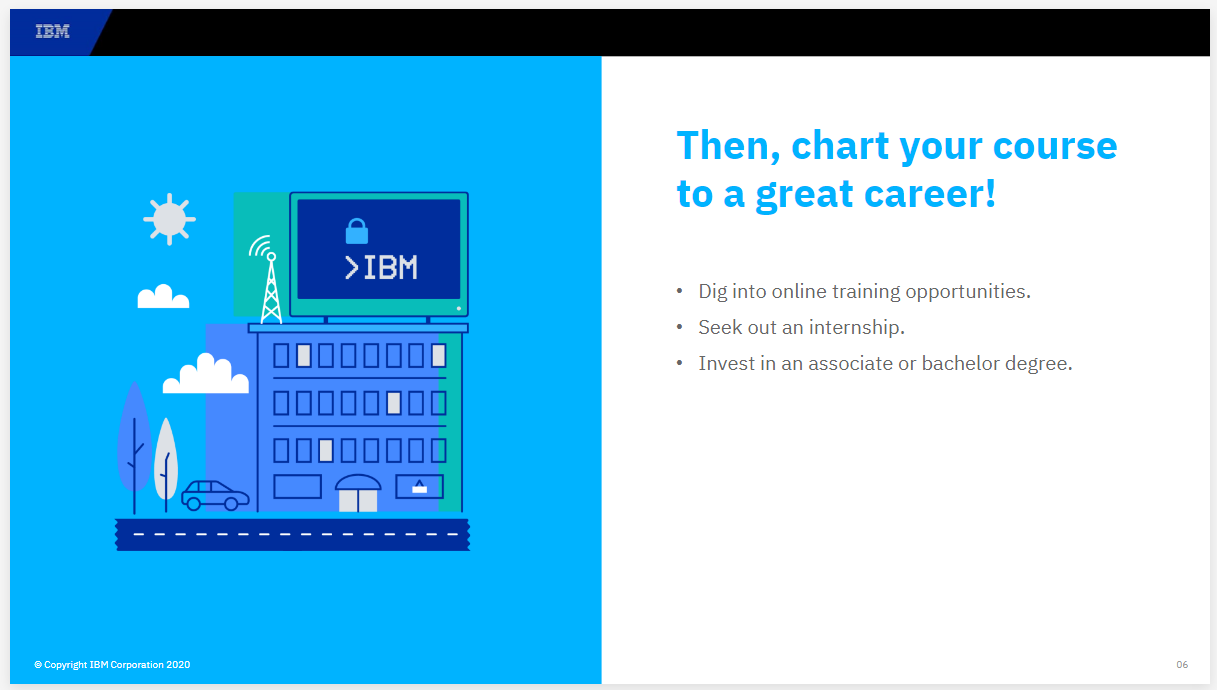 IBM
Then, chart your course
to a great career!
>IBM
• Dig into online training opportunities.
• Seek out an internship.
• Invest in an associate or bachelor degree.
© Copyright IBM Corporation 2020
06